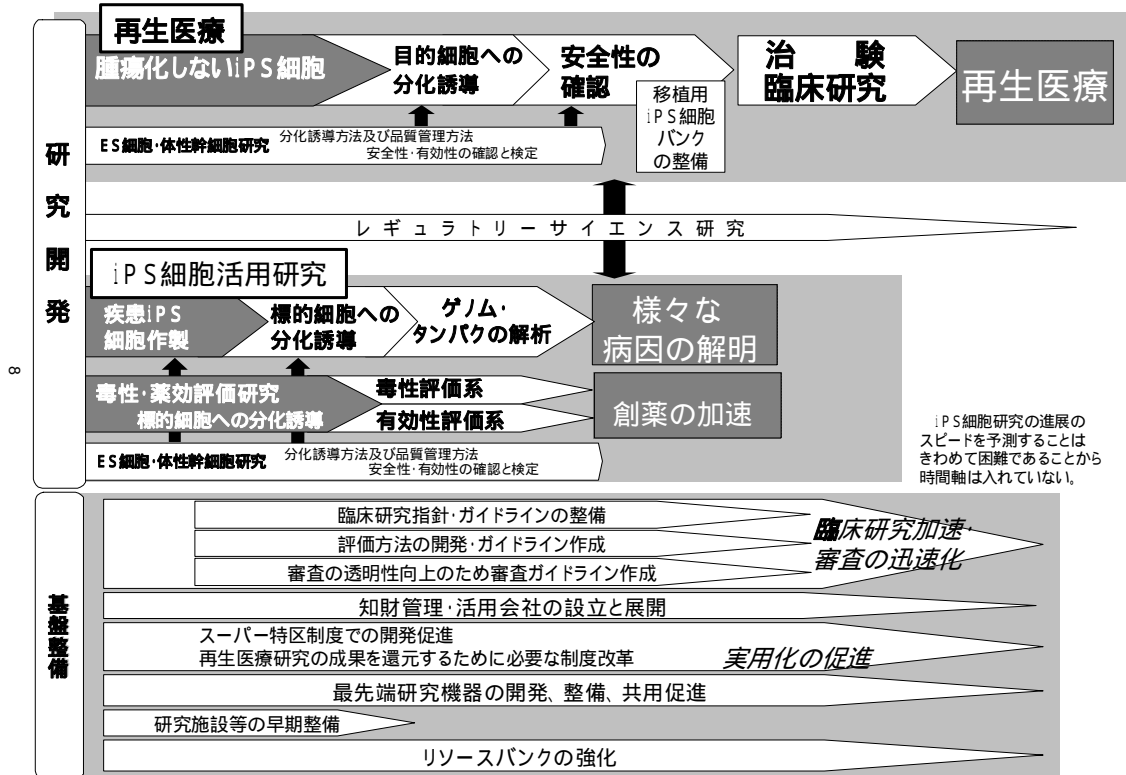 研究開発
再生医療
腫瘍化しないiPS細胞
目的細胞への
分化誘導
安全性の
確認
移植用
iPS細胞
バンク
の整備
治　験
臨床研究
再生医療
ES細胞･体性幹細胞研究
分化誘導方法及び品質管理方法
安全性･有効性の確認と検定
レギュラトリーサイエンス研究
iPS細胞活用研究
疾患iPS
細胞作製
標的細胞への
分化誘導
ゲノム･
タンパクの解析
様々な
病因の解明
毒性･薬効評価研究
標的細胞への分化誘導
毒性評価系
有効性評価系
創薬の加速
ES細胞･体性幹細胞研究
分化誘導方法及び品質管理方法
安全性･有効性の確認と検定
iPS細胞研究の進展の
スピードを予測することは
きわめて困難であることから
時間軸は入れていない。
8
基盤整備
臨床研究指針･ガイドラインの整備
評価方法の開発･ガイドライン作成
審査の透明性向上のため審査ガイドライン作成
臨床研究加速･
審査の迅速化
知財管理･活用会社の設立と展開
スーパー特区制度での開発促進
再生医療研究の成果を還元するために必要な制度改革
実用化の促進
最先端研究機器の開発、整備、共用促進
研究施設等の早期整備
リソースバンクの強化